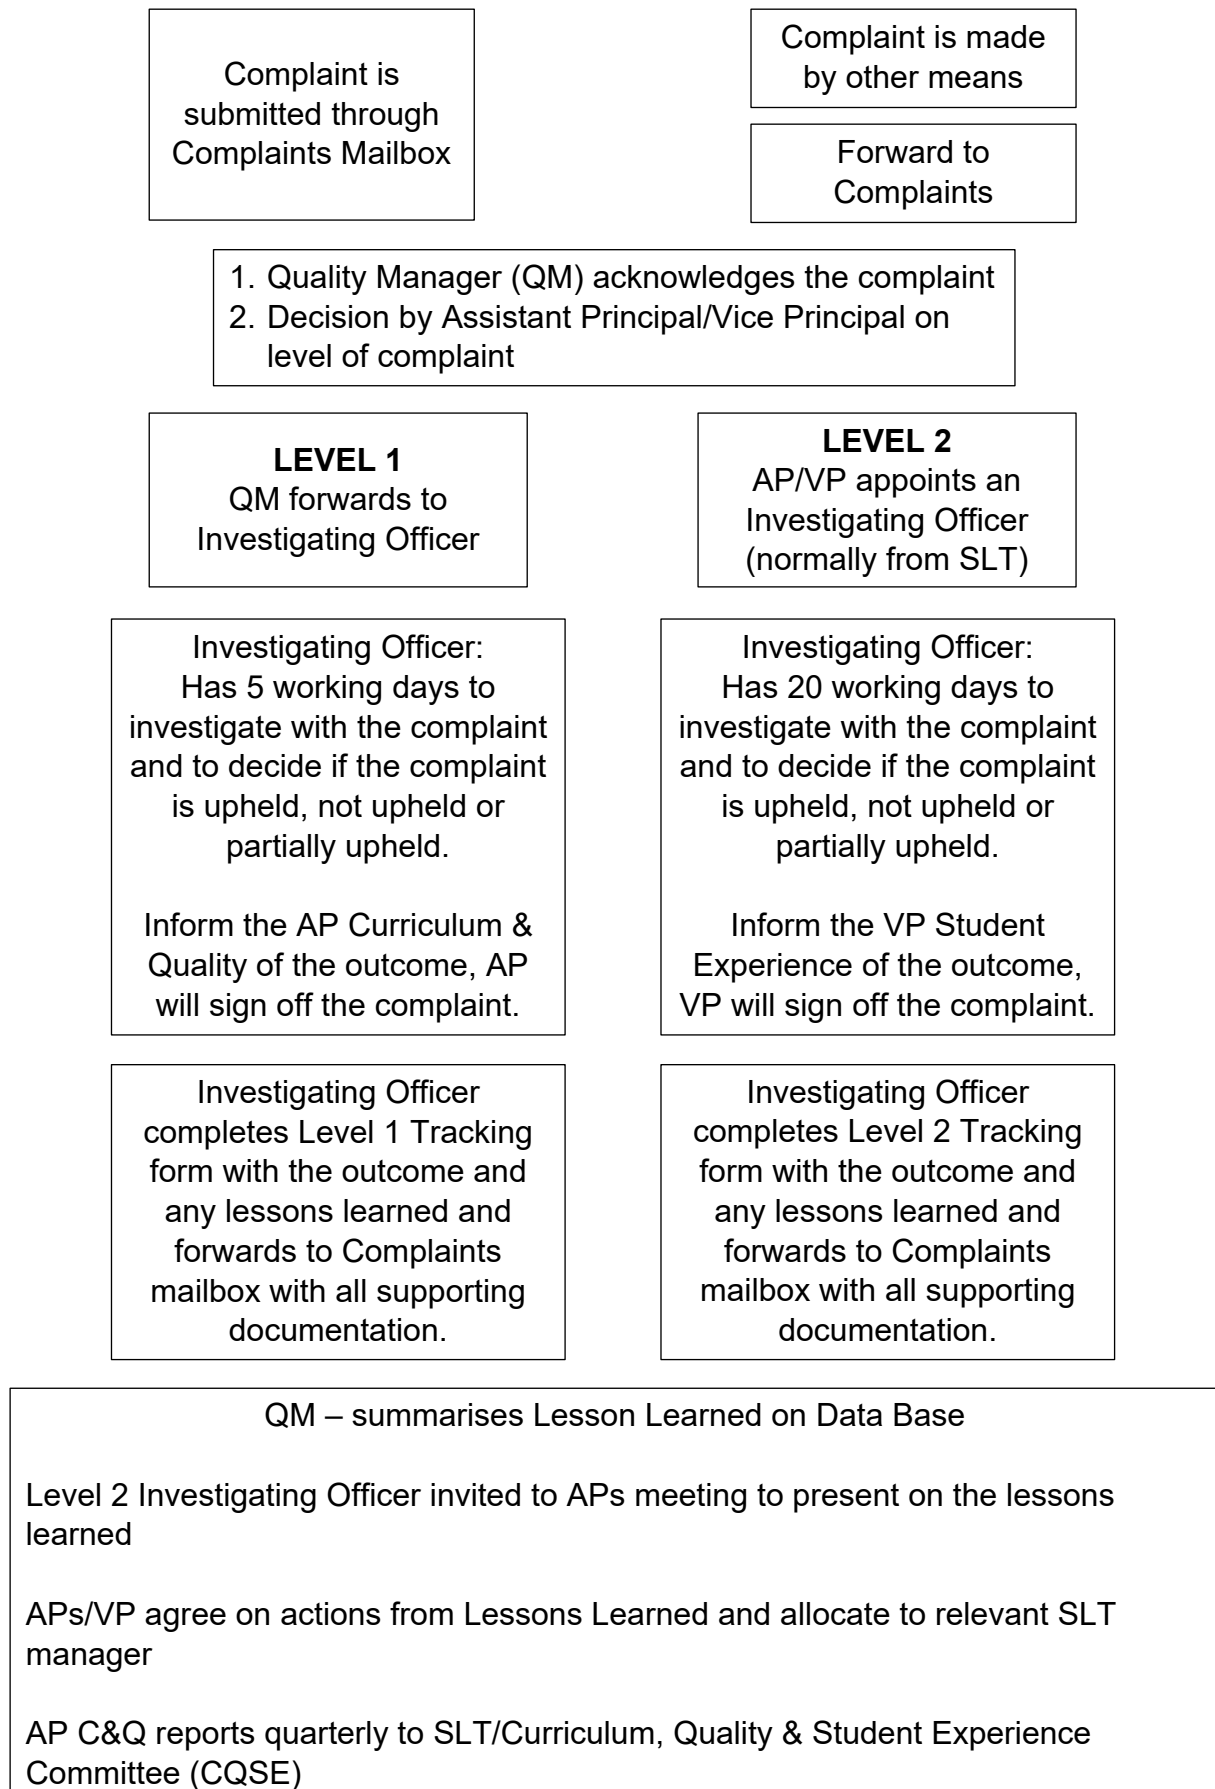 Complaint is
submitted through
Complaints Mailbox
Complaint is made
by other means
Forward to
Complaints
1. Quality Manager (QM) acknowledges the complaint
2. Decision by Assistant Principal/Vice Principal on
level of complaint
LEVEL 1
QM forwards to
Investigating Officer
LEVEL 2
AP/VP appoints an
Investigating Officer
(normally from SLT)
Investigating Officer:
Has 5 working days to
investigate with the complaint
and to decide if the complaint
is upheld, not upheld or
partially upheld.
Inform the AP Curriculum &
Quality of the outcome, AP
will sign off the complaint.
Investigating Officer:
Has 20 working days to
investigate with the complaint
and to decide if the complaint
is upheld, not upheld or
partially upheld.
Inform the VP Student
Experience of the outcome,
VP will sign off the complaint.
Investigating Officer
completes Level 1 Tracking
form with the outcome and
any lessons learned and
forwards to Complaints
mailbox with all supporting
documentation.
Investigating Officer
completes Level 2 Tracking
form with the outcome and
any lessons learned and
forwards to Complaints
mailbox with all supporting
documentation.
QM – summarises Lesson Learned on Data Base
Level 2 Investigating Officer invited to APs meeting to present on the lessons
learned
APs/VP agree on actions from Lessons Learned and allocate to relevant SLT
manager
AP C&Q reports quarterly to SLT/Curriculum, Quality & Student Experience
Committee (CQSE)